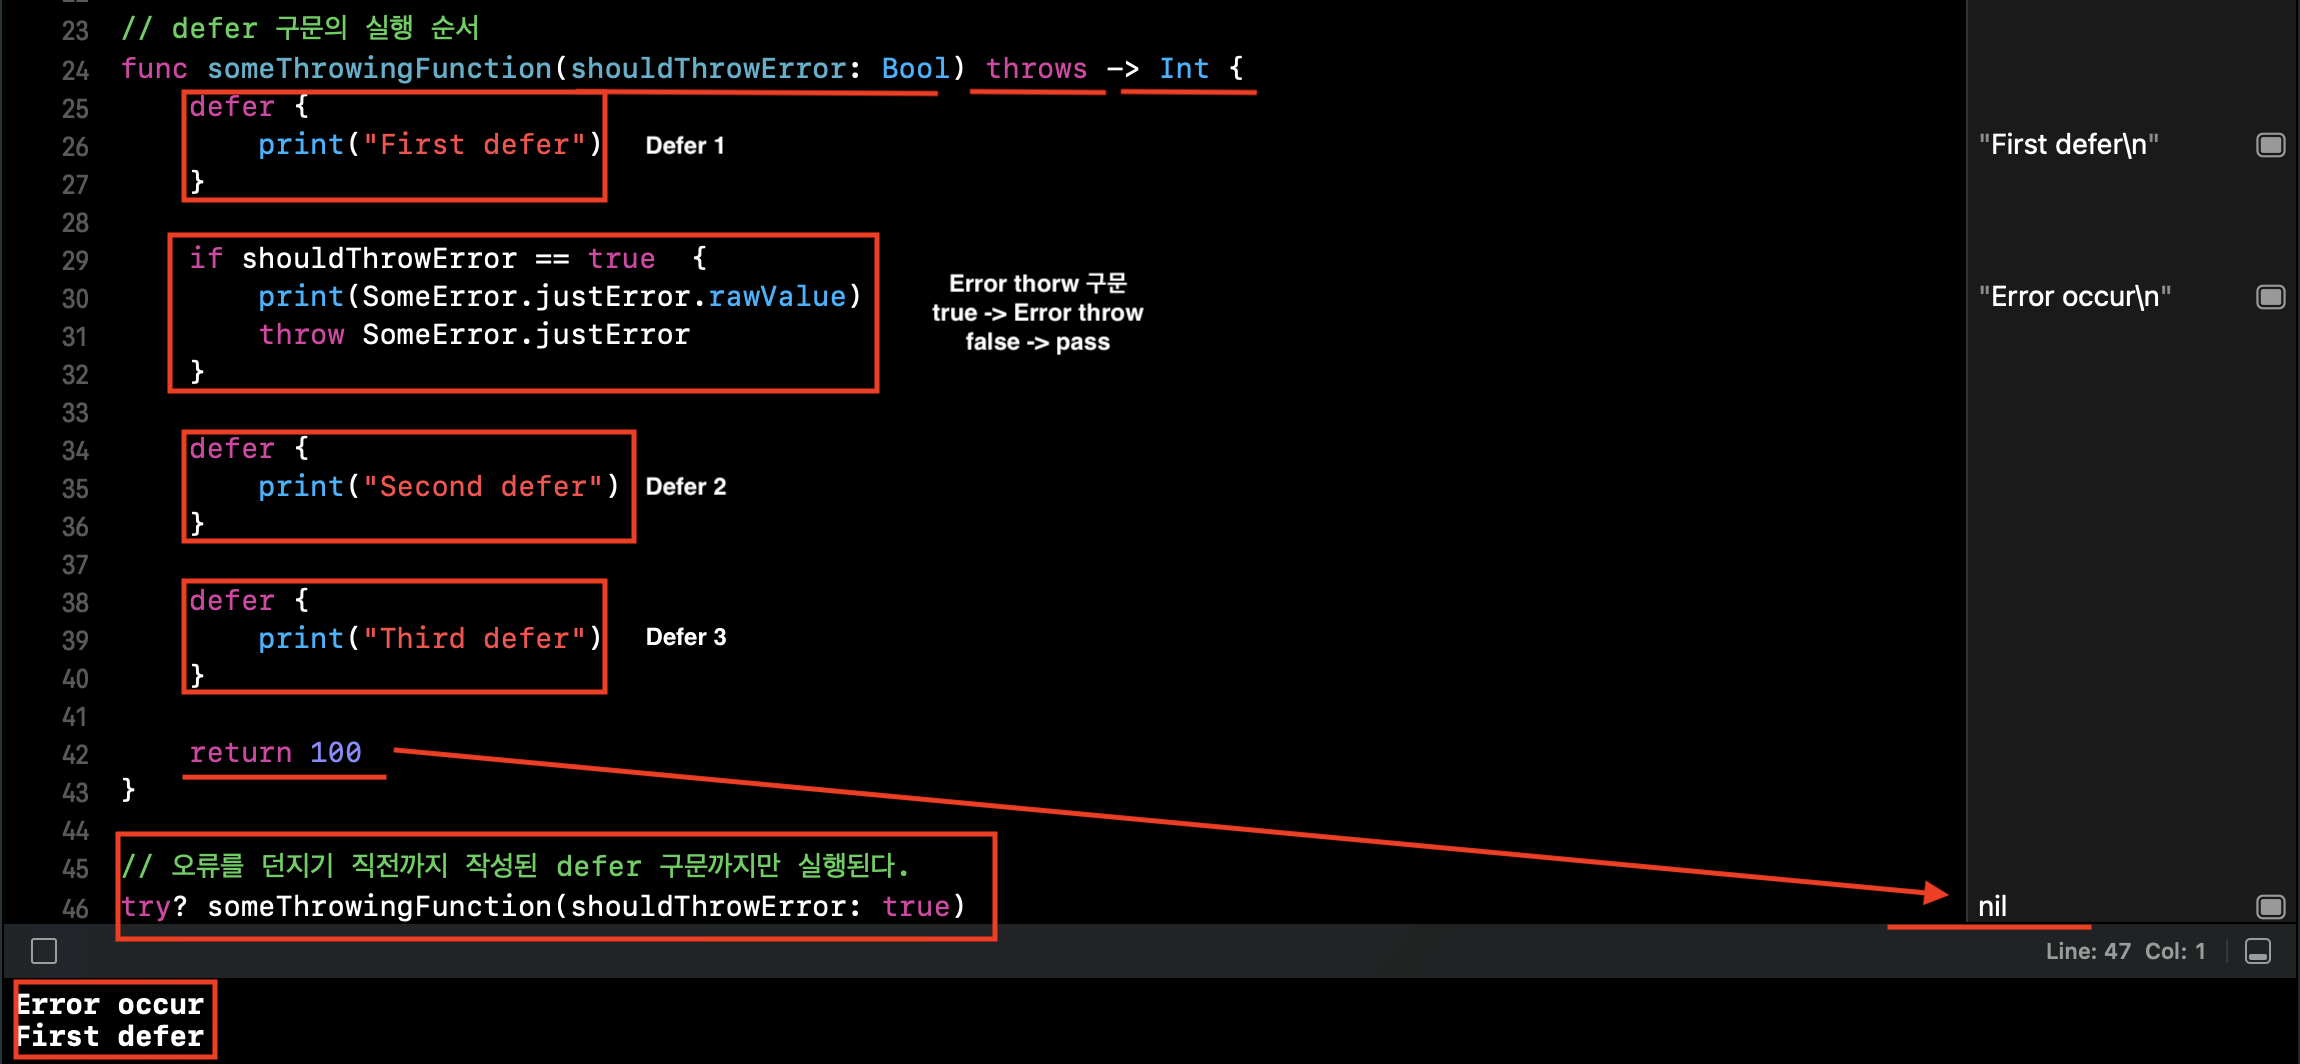 23 // defer 구문의 실행 순서
24 func someThrowingFunction(shouldThrowError: Bool) throws -> Int {
25 defer {
26 print("First defer") Defer 1 "First defer\n"
27 }
28
29 if shouldThrowError == true {
30 print(SomeError.justError.rawValue) "Error occur\n"
31 throw SomeError.justError
32 }
Error thorw 구문
true -> Error throw
false -> pass
33
34 defer {
35 print("Second defer") Defer 2
36 }
37
38 defer {
39 print("Third defer") Defer 3
40 }
41
42 return 100
43 }
44
45 // 오류를 던지기 직전까지 작성된 defer 구문까지만 실행된다.
46 try? someThrowingFunction(shouldThrowError: true) nil
Line: 47 Col: 1
Error occur
First defer